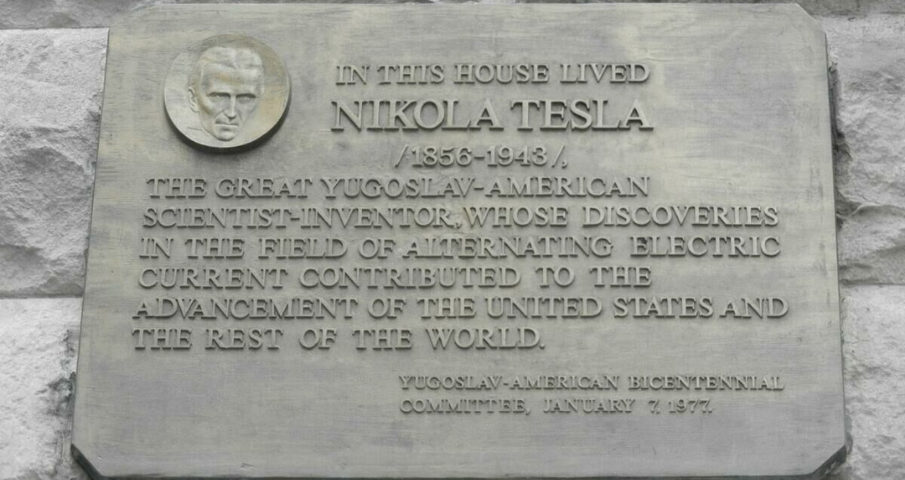 IN THIS HOUSE LIVED
NIKOLA TESLA
/1856-1943/,
THE GREAT YUGOSLAV-AMERICAN
SCIENTIST-INVENTOR, WHOSE DISCOVERIES
IN THE FIELD OF ALTERNATING ELECTRIC
CURRENT CONTRIBUTED TO THE
ADVANCEMENT OF THE UNITED STATES AND
THE REST OF THE WORLD.
YUGOSLAV-AMERICAN BICENTENNIAL
COMMITTEE, JANUARY 7, 1977.